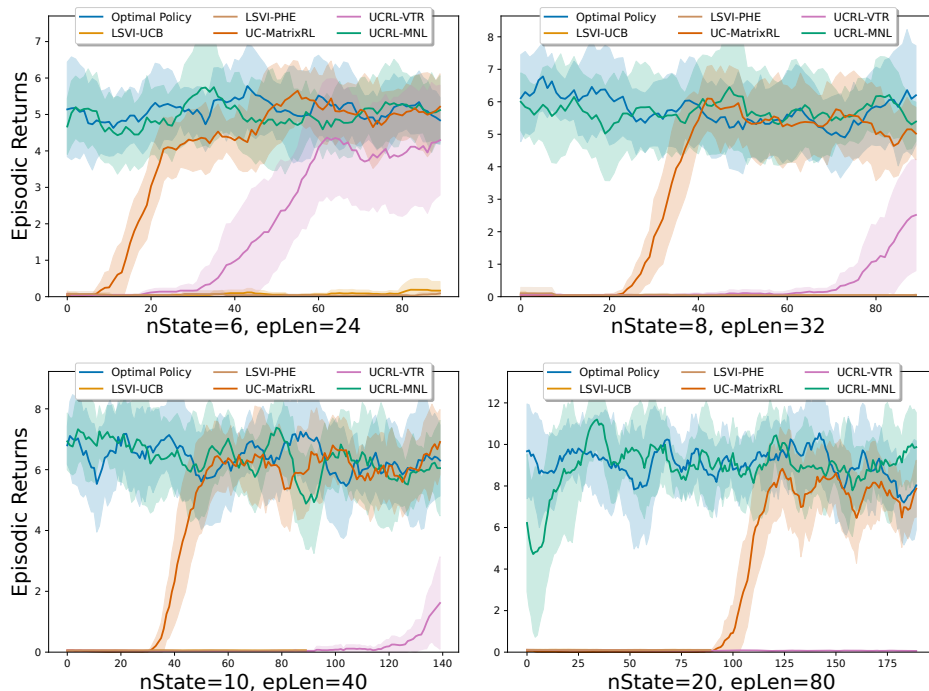 Optimal Policy LSVI-PHE UCRL-VTR
LSVI-UCB UC-MatrixRL UCRL-MNL
Episodic Returns
7
6
5
4
3
2
1
0
0 20 40 60 80
nState=6, epLen=24
Optimal Policy LSVI-PHE UCRL-VTR
LSVI-UCB UC-MatrixRL UCRL-MNL
8
7
6
5
4
3
2
1
0
0 20 40 60 80
nState=8, epLen=32
Optimal Policy LSVI-PHE UCRL-VTR
LSVI-UCB UC-MatrixRL UCRL-MNL
Episodic Returns
8
6
4
2
0
0 20 40 60 80 100 120 140
nState=10, epLen=40
Optimal Policy LSVI-PHE UCRL-VTR
LSVI-UCB UC-MatrixRL UCRL-MNL
12
10
8
6
4
2
0
0 25 50 75 100 125 150 175
nState=20, epLen=80